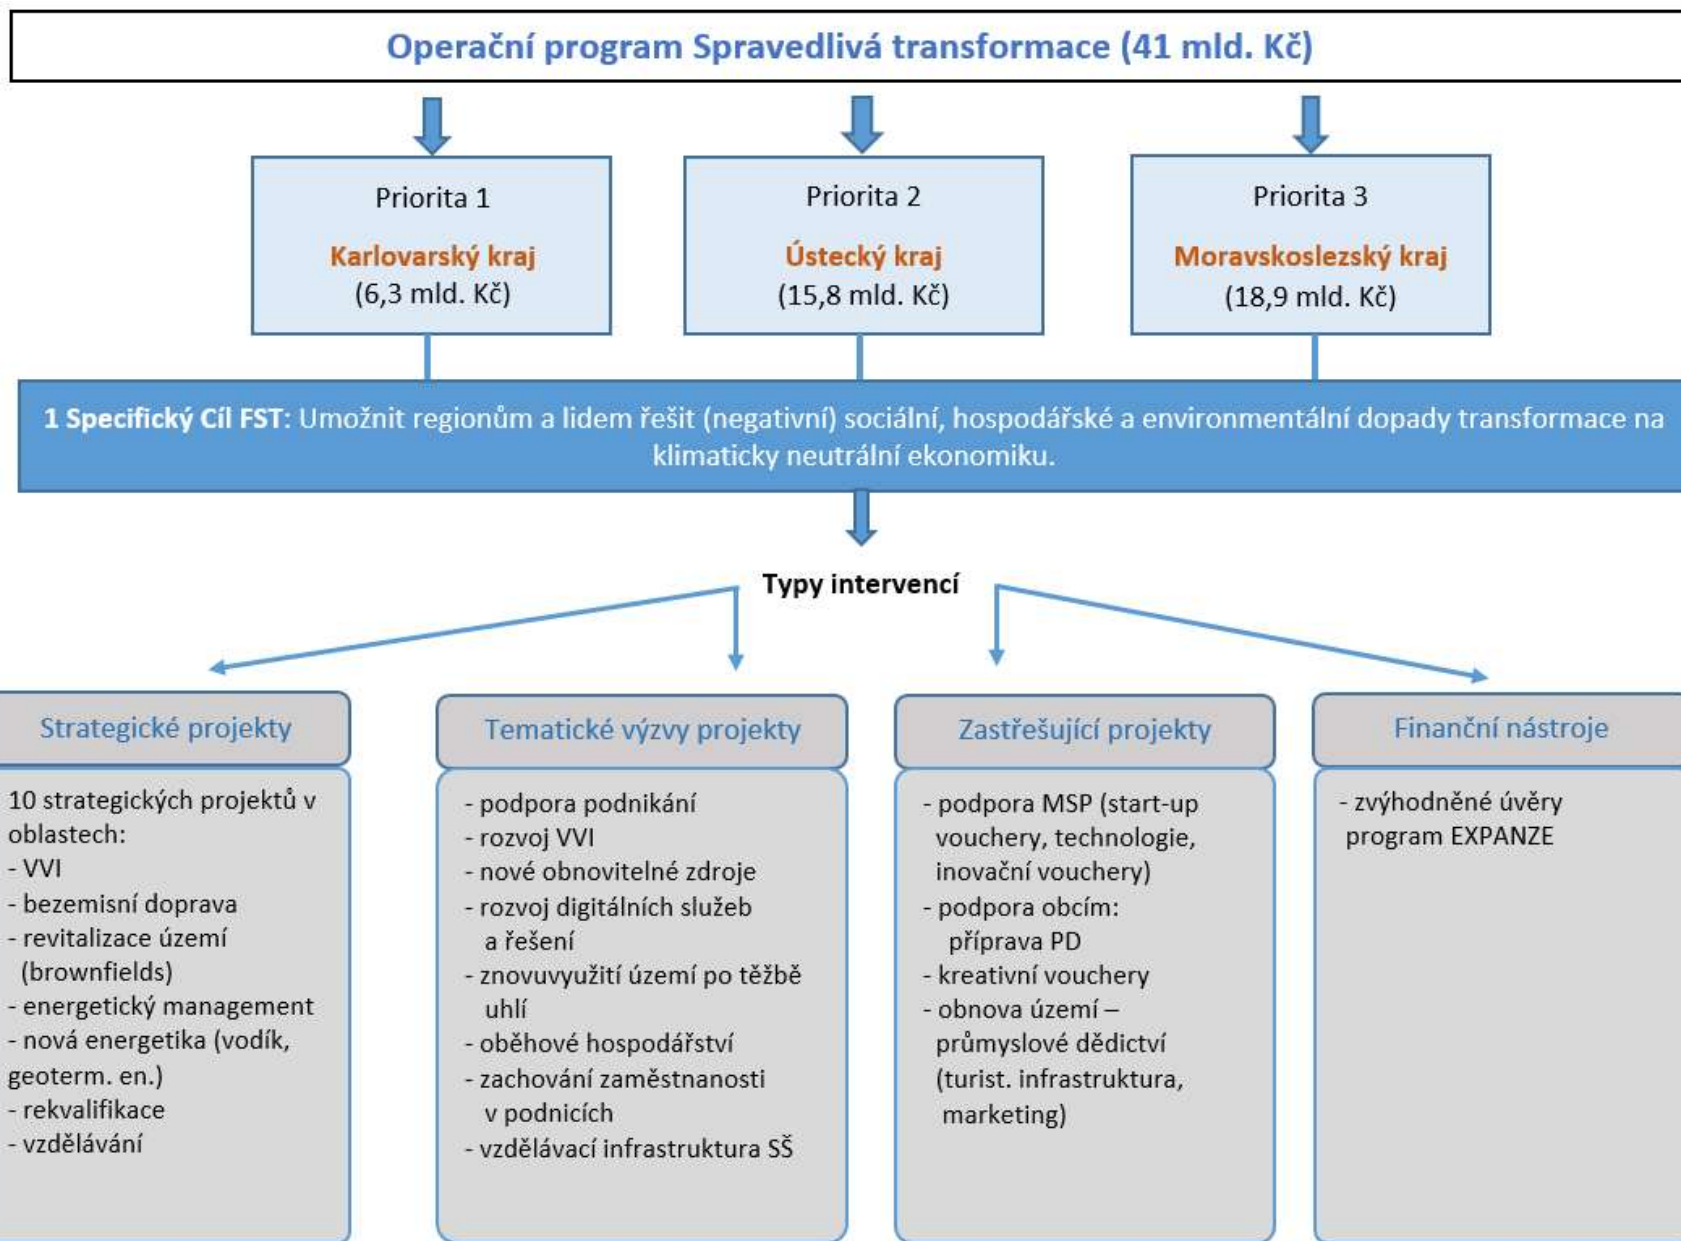 Operační program Spravedlivá transformace (41 mld. Kč)
Priorita 1
Karlovarský kraj
(6,3 mld. Kč)
Priorita 2
Ústecký kraj
(15,8 mld. Kč)
Priorita 3
Moravskoslezský kraj
(18,9 mld. Kč)
1 Specifický Cíl FST: Umožnit regionům a lidem řešit (negativní) sociální, hospodářské a environmentální dopady transformace na
klimaticky neutrální ekonomiku.
Typy intervencí
Strategické projekty
10 strategických projektů v
oblastech:
- VVI
- bezemisní doprava
- revitalizace území
(brownfields)
- energetický management
- nová energetika (vodík,
geoterm. en.)
- rekvalifikace
- vzdělávání
Tematické výzvy projekty
- podpora podnikání
- rozvoj VVI
- nové obnovitelné zdroje
- rozvoj digitálních služeb
a řešení
- znovuvyužití území po těžbě
uhlí
- oběhové hospodářství
- zachování zaměstnanosti
v podnicích
- vzdělávací infrastruktura SŠ
Zastřešující projekty
- podpora MSP (start-up
vouchery, technologie,
inovační vouchery)
- podpora obcím:
příprava PD
- kreativní vouchery
- obnova území –
průmyslové dědictví
(turist. infrastruktura,
marketing)
Finanční nástroje
- zvýhodněné úvěry
program EXPANZE